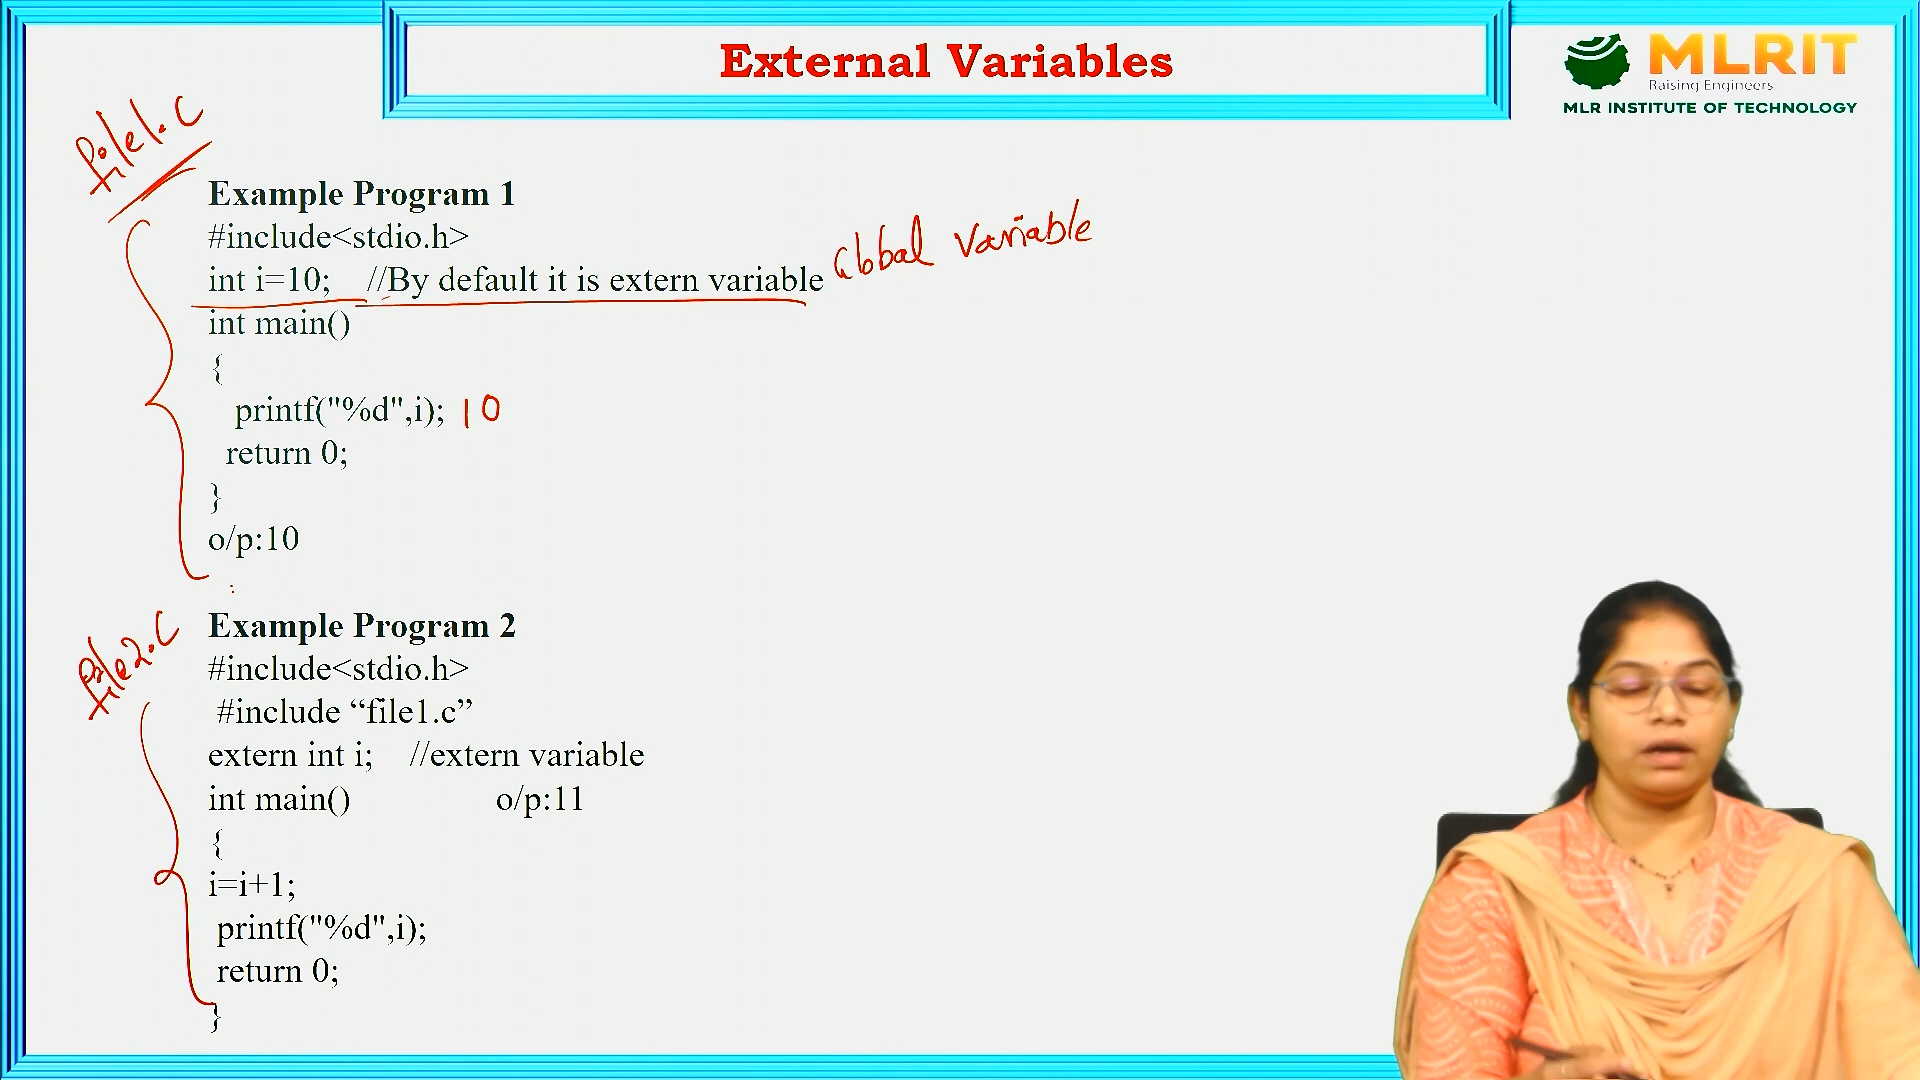 External Variables
MLRIT
Raising Engineers
MLR INSTITUTE OF TECHNOLOGY
file1.c
Example Program 1
#include<stdio.h>
int i=10; //By default it is extern variable Global Variable
int main()
{
printf("%d",i); 10
return 0;
}
o/p:10
file2.c
Example Program 2
#include<stdio.h>
#include “file1.c”
extern int i; //extern variable
int main() o/p:11
{
i=i+1;
printf("%d",i);
return 0;
}